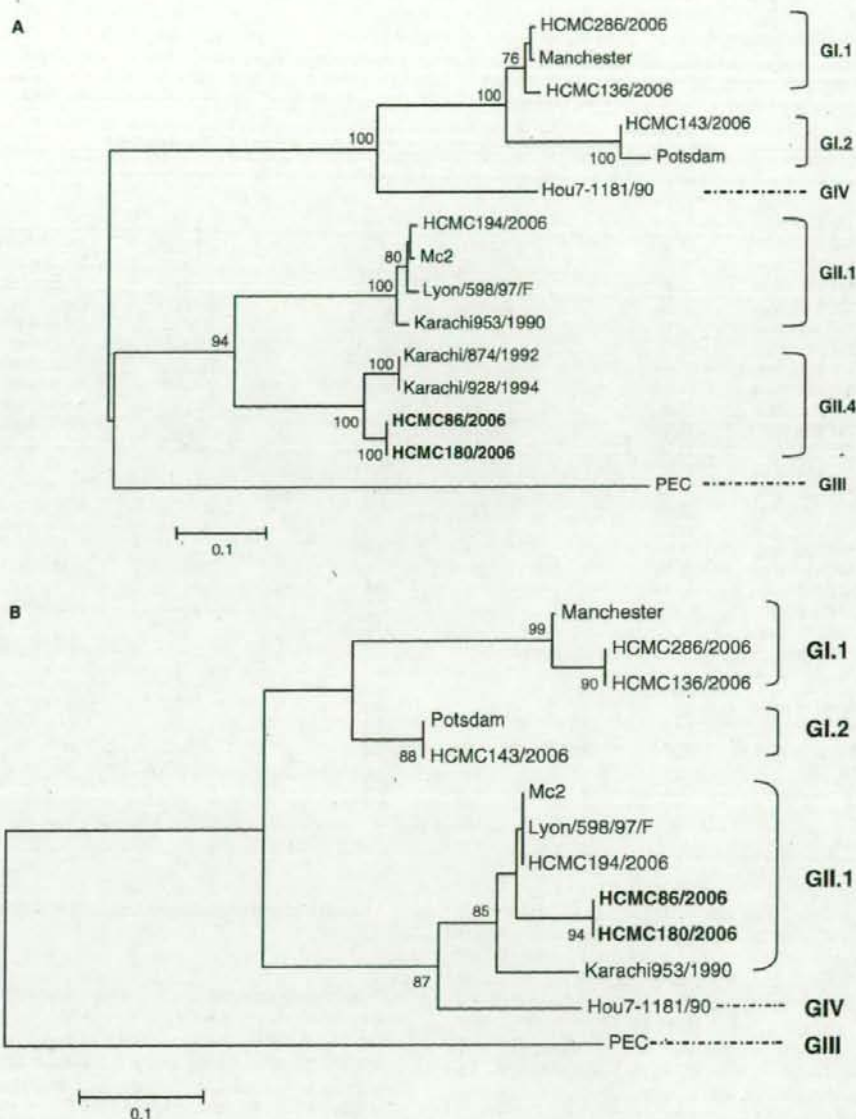 A
HCMC286/2006
GI.1
76
Manchester
HCMC136/2006
100
HCMC143/2006
GI.2
100
100
Potsdam
Hou7-1181/90
GIV
HCMC194/2006
80
Mc2
GII.1
100
Lyon/598/97/F
Karachi953/1990
94
Karachi/874/1992
100
Karachi/928/1994
GII.4
100
HCMC86/2006
100
HCMC180/2006
PEC
GIII
0.1
B
Manchester
99
HCMC286/2006
GI.1
90
HCMC136/2006
Potsdam
GI.2
88
HCMC143/2006
Mc2
Lyon/598/97/F
HCMC194/2006
GII.1
HCMC86/2006
85
94
HCMC180/2006
Karachi953/1990
87
Hou7-1181/90
GIV
PEC
GIII
0.1